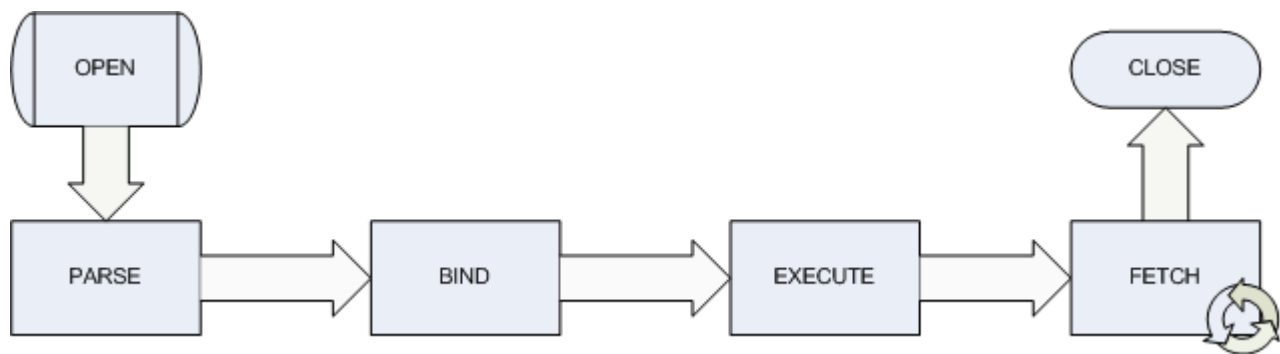 OPEN
CLOSE
PARSE
BIND
EXECUTE
FETCH